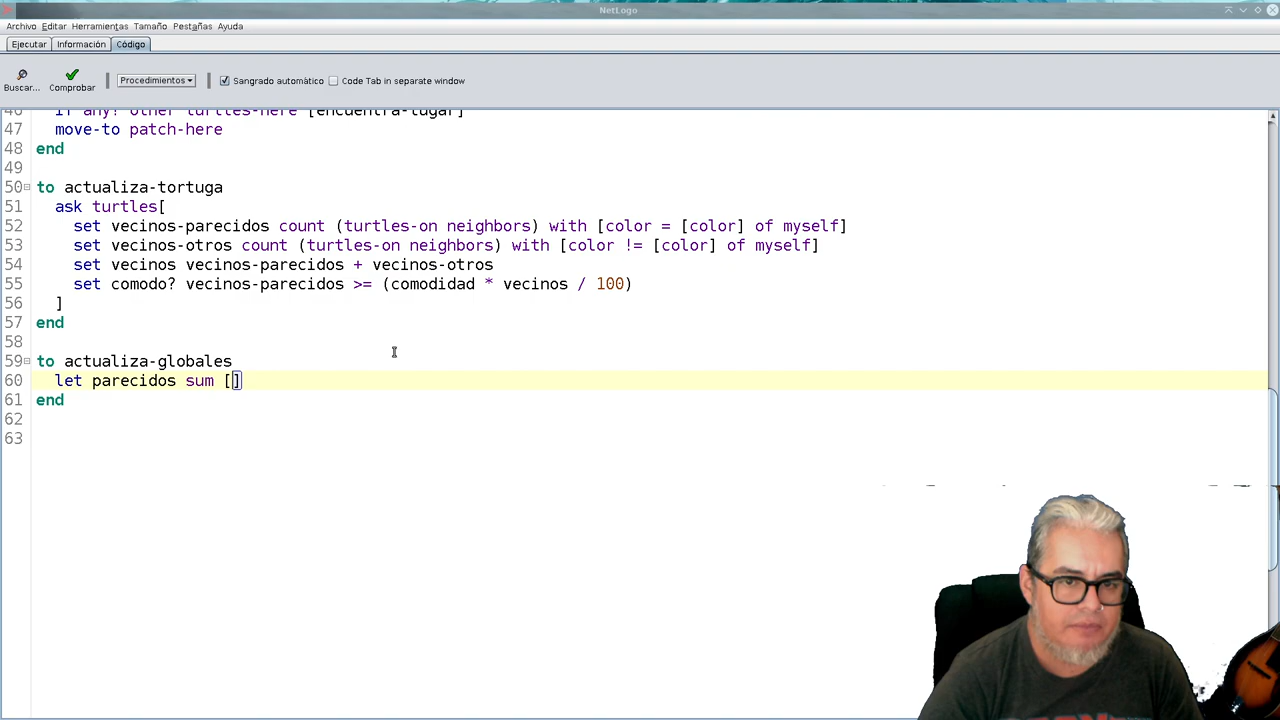 NetLogo
Archivo Editar Herramientas Tamaño Pestañas Ayuda
Ejecutar Información Código
Buscar... Comprobar Procedimientos Sangrado automático Code Tab in separate window
46 if any? other turtles-here [encuentra-lugar]
47 move-to patch-here
48 end
49
50 to actualiza-tortuga
51 ask turtles[
52 set vecinos-parecidos count (turtles-on neighbors) with [color = [color] of myself]
53 set vecinos-otros count (turtles-on neighbors) with [color != [color] of myself]
54 set vecinos vecinos-parecidos + vecinos-otros
55 set comodo? vecinos-parecidos >= (comodidad * vecinos / 100)
56 ]
57 end
58
59 to actualiza-globales
60 let parecidos sum []
61 end
62
63